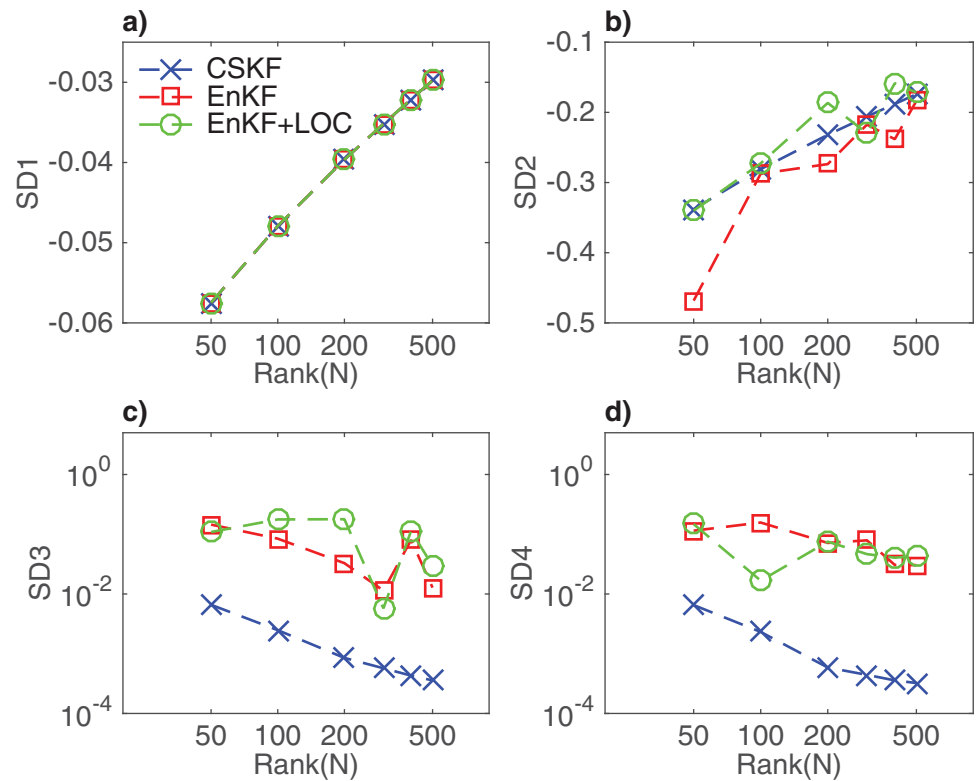 a)
CSKF
EnKF
EnKF+LOC
-0.03
-0.04
-0.05
-0.06
SD1
50 100 200 500
Rank(N)
b)
-0.1
-0.2
-0.3
-0.4
-0.5
SD2
50 100 200 500
Rank(N)
c)
10^0
10^-2
10^-4
SD3
50 100 200 500
Rank(N)
d)
10^0
10^-2
10^-4
SD4
50 100 200 500
Rank(N)